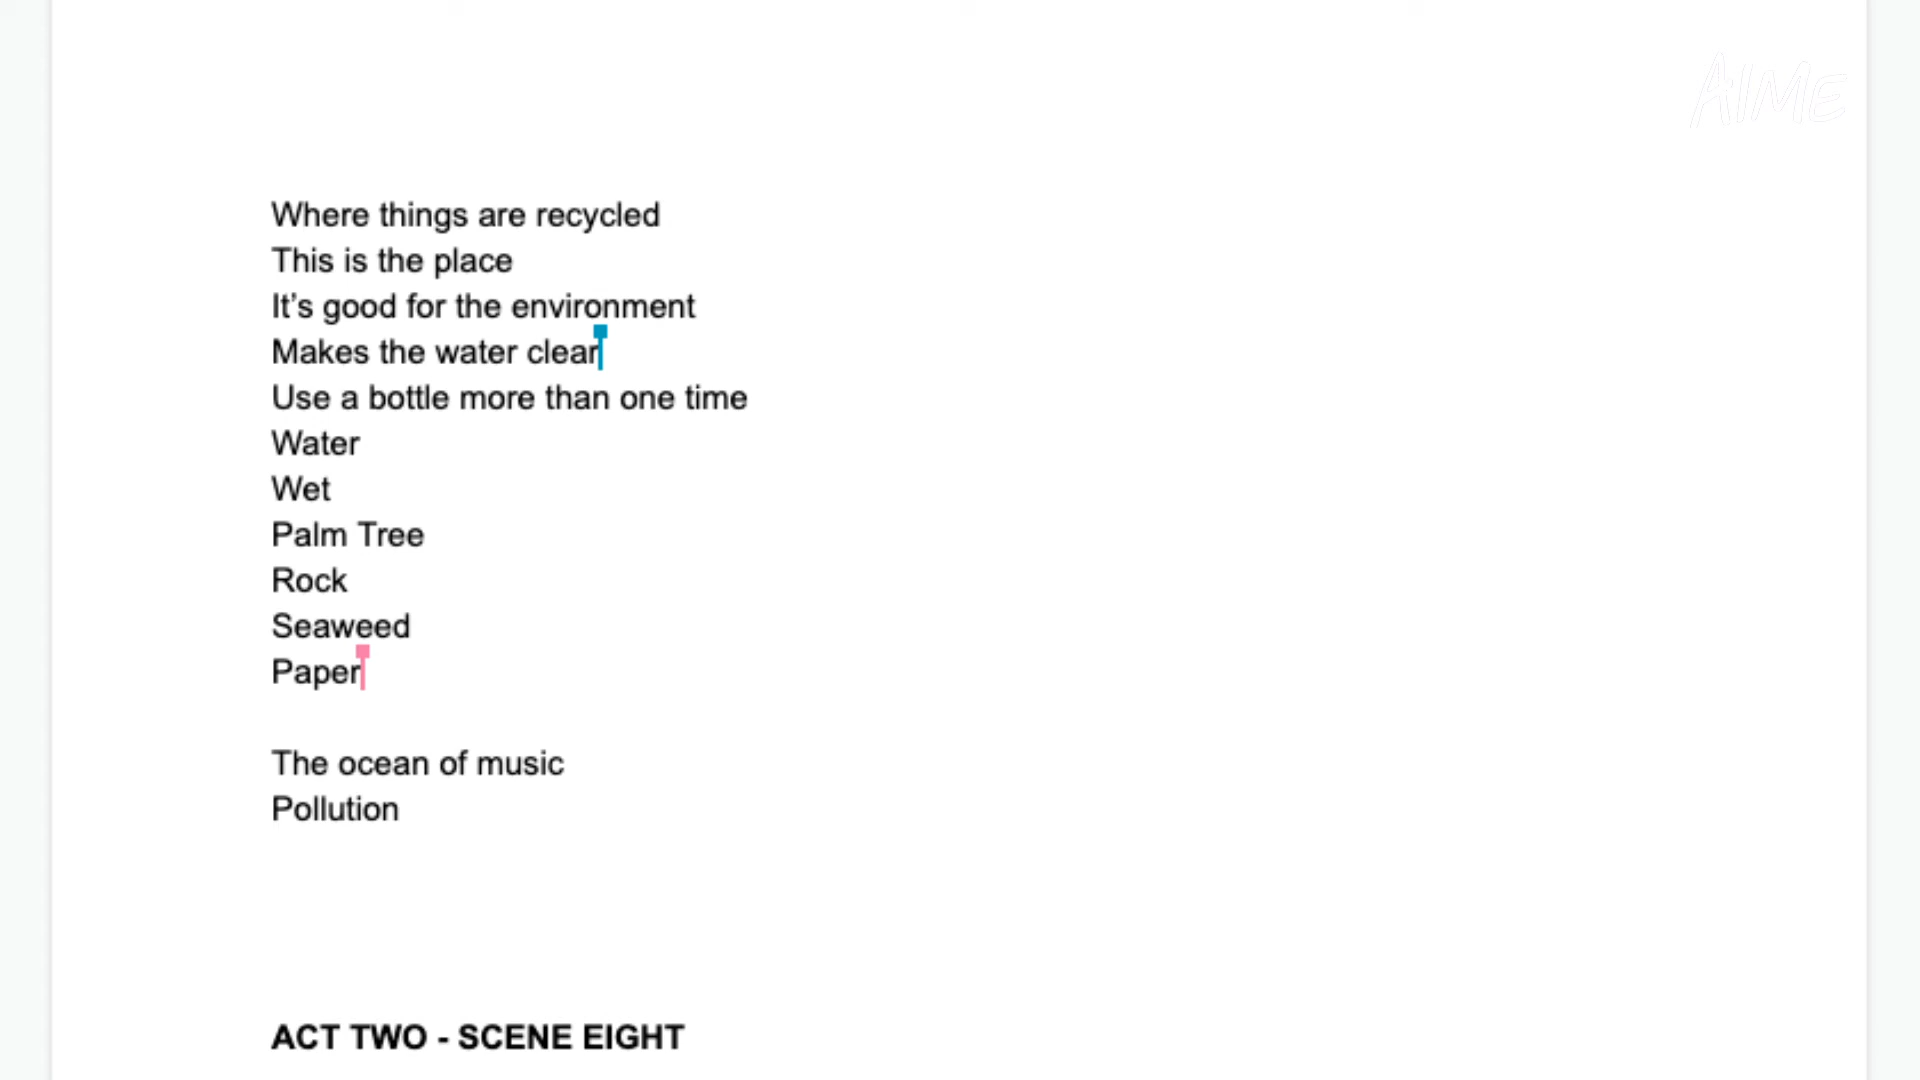 AIME
Where things are recycled
This is the place
It's good for the environment
Makes the water clear
Use a bottle more than one time
Water
Wet
Palm Tree
Rock
Seaweed
Paper
The ocean of music
Pollution
ACT TWO - SCENE EIGHT